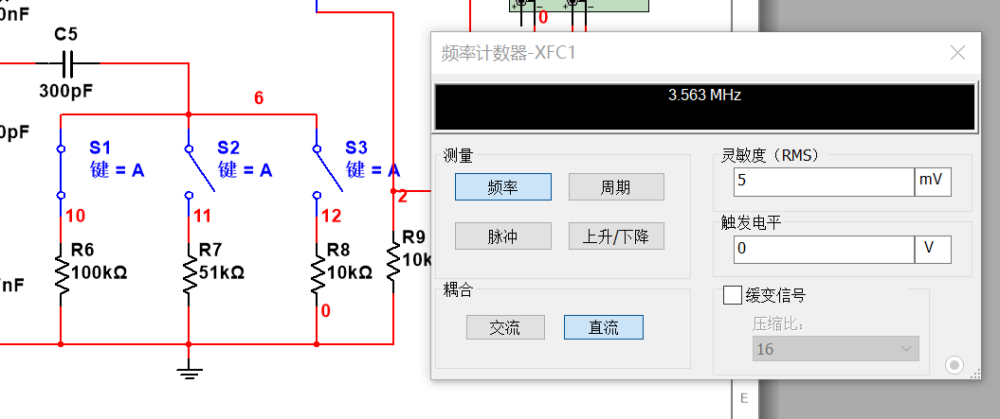 0nF
C5
300pF
0pF
6
S1
键 = A
S2
键 = A
S3
键 = A
2
10
11
12
R6
100kΩ
R7
51kΩ
R8
10kΩ
R9
10k
nF
0
0
频率计数器-XFC1
3.563 MHz
测量
频率
周期
脉冲
上升/下降
耦合
交流
直流
灵敏度（RMS）
5
mV
触发电平
0
V
缓变信号
压缩比：
16
E